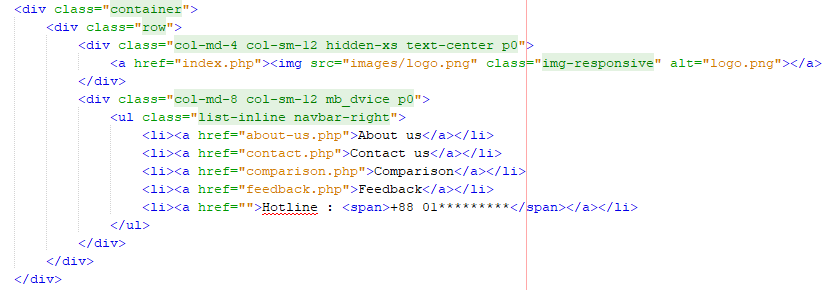 <div class="container">
<div class="row">
<div class="col-md-4 col-sm-12 hidden-xs text-center p0">
<a href="index.php"><img src="images/logo.png" class="img-responsive" alt="logo.png"></a>
</div>
<div class="col-md-8 col-sm-12 mb_dvice p0">
<ul class="list-inline navbar-right">
<li><a href="about-us.php">About us</a></li>
<li><a href="contact.php">Contact us</a></li>
<li><a href="comparison.php">Comparison</a></li>
<li><a href="feedback.php">Feedback</a></li>
<li><a href="">Hotline : <span>+88 01*********</span></a></li>
</ul>
</div>
</div>
</div>